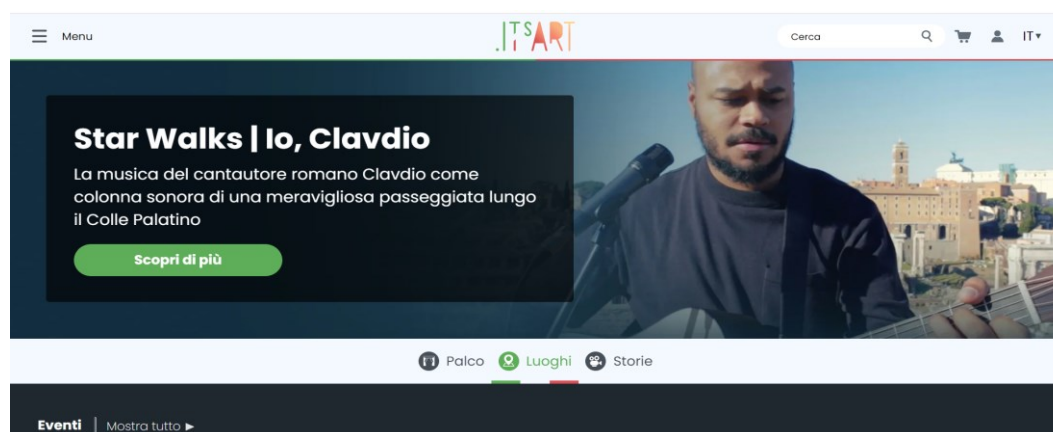 Menu
.ITSART
Cerca
IT
Star Walks | Io, Clavdio
La musica del cantautore romano Clavdio come
colonna sonora di una meravigliosa passeggiata lungo
il Colle Palatino
Scopri di più
Palco Luoghi Storie
Eventi | Mostra tutto ►